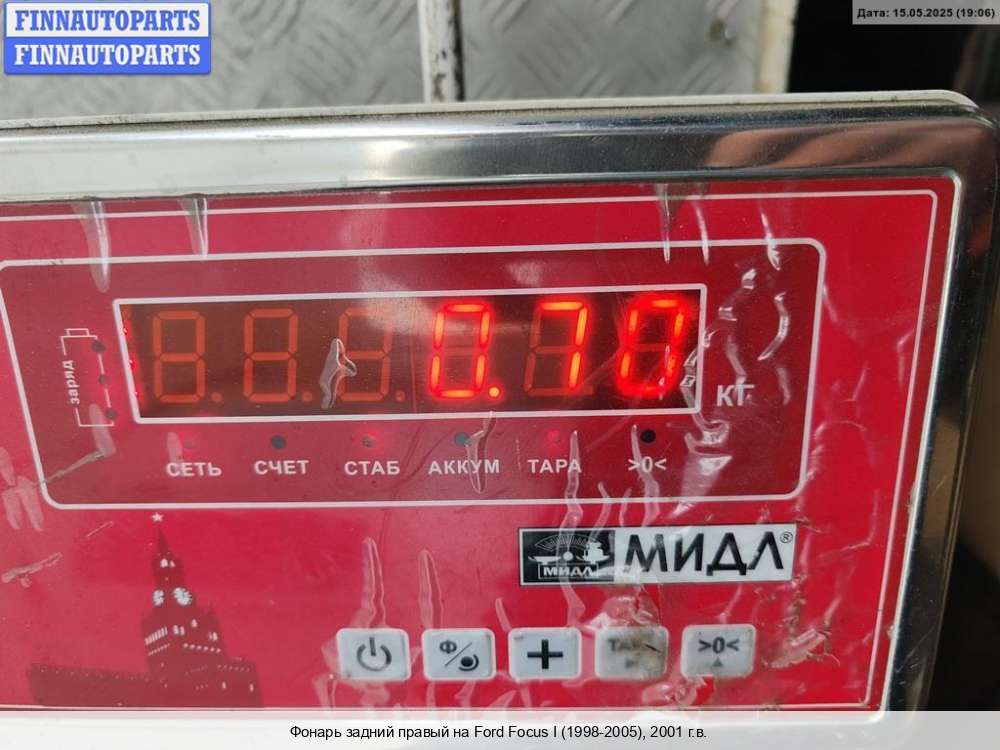 FINNAUTOPARTS
FINNAUTOPARTS
Дата: 15.05.2025 (19:06)
заряд
0.70
КГ
СЕТЬ СЧЕТ СТАБ АККУМ ТАРА >0<
МИДЛ МИДЛ®
Ф >0<
Фонарь задний правый на Ford Focus I (1998-2005), 2001 г.в.